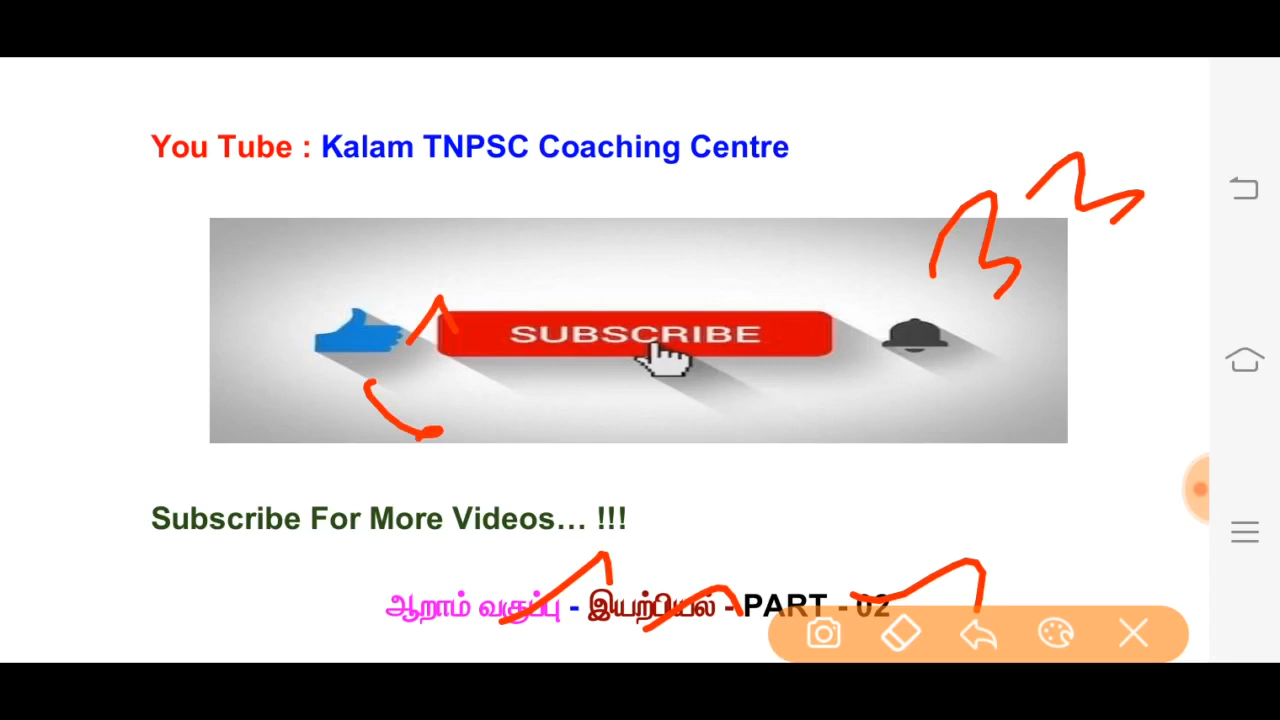 You Tube : Kalam TNPSC Coaching Centre
SUBSCRIBE
Subscribe For More Videos... !!!
ஆறாம் வகுப்பு - இயற்பியல் - PART - 02